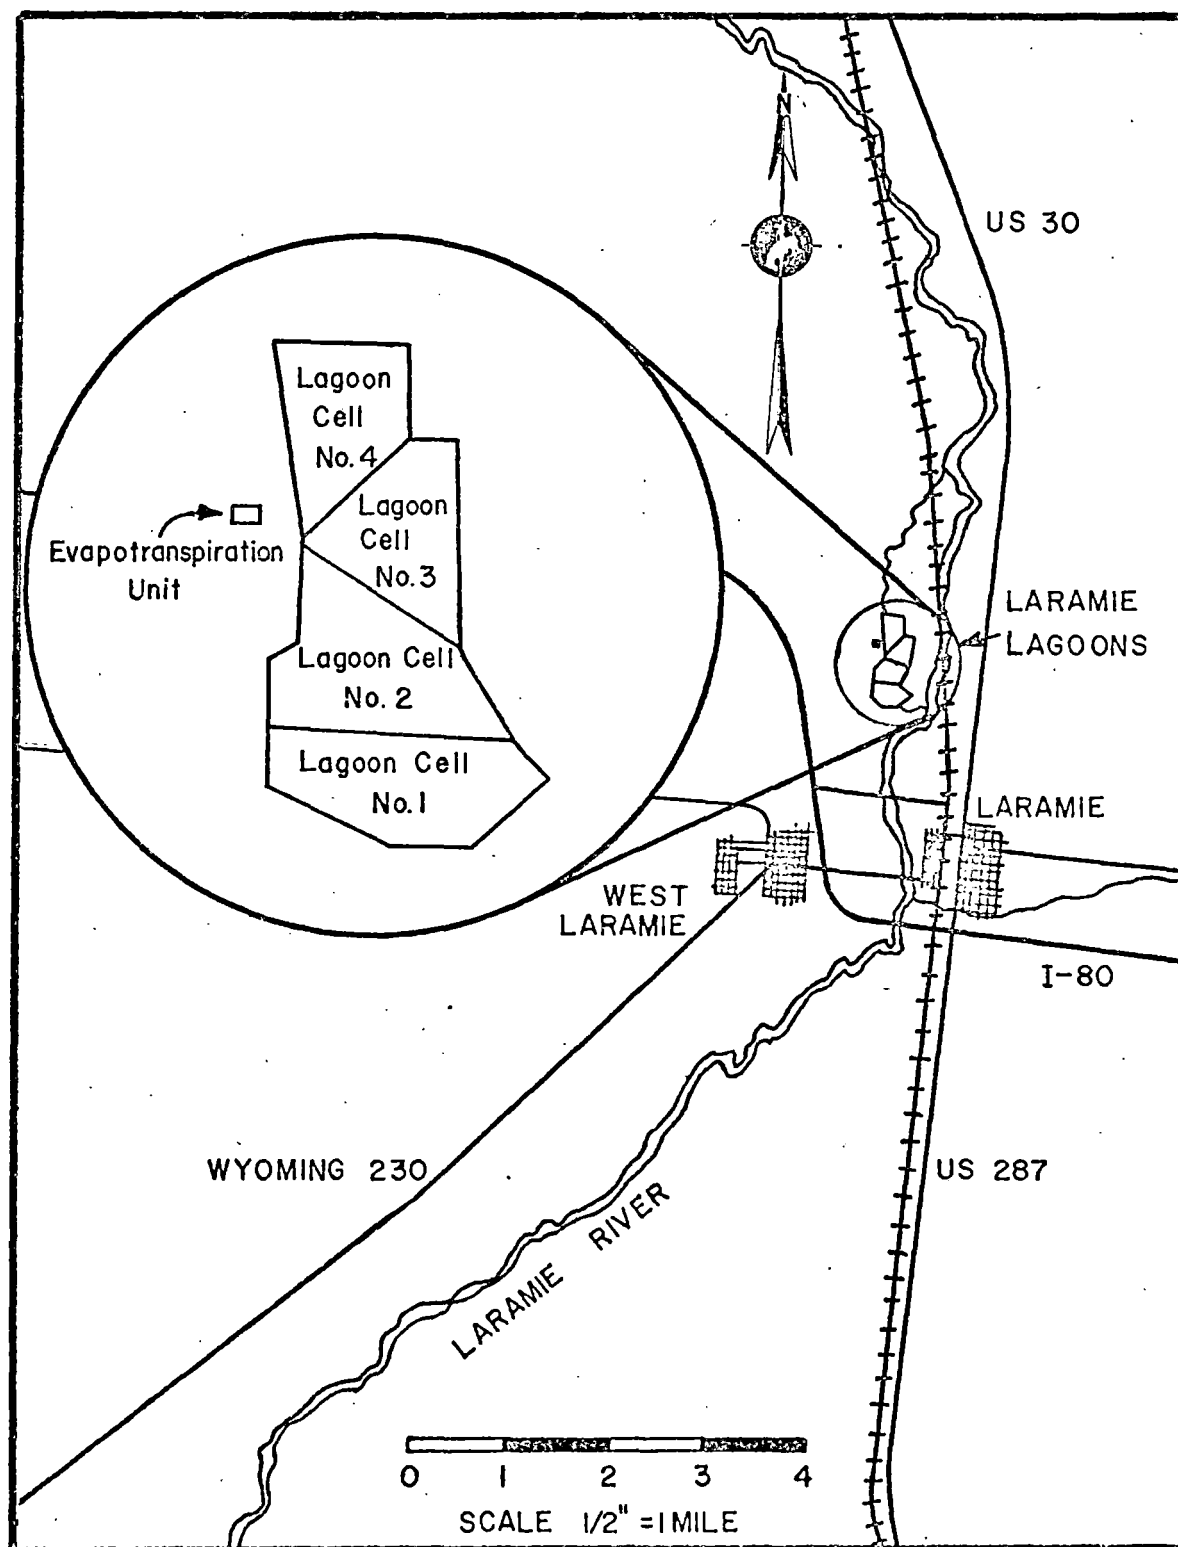 N
US 30
Lagoon
Cell
No. 4
Lagoon
Cell
No. 3
Evapotranspiration
Unit
LARAMIE
LAGOONS
Lagoon Cell
No. 2
Lagoon Cell
No. 1
LARAMIE
WEST
LARAMIE
I-80
WYOMING 230
US 287
LARAMIE RIVER
0 1 2 3 4
SCALE 1/2" = 1 MILE